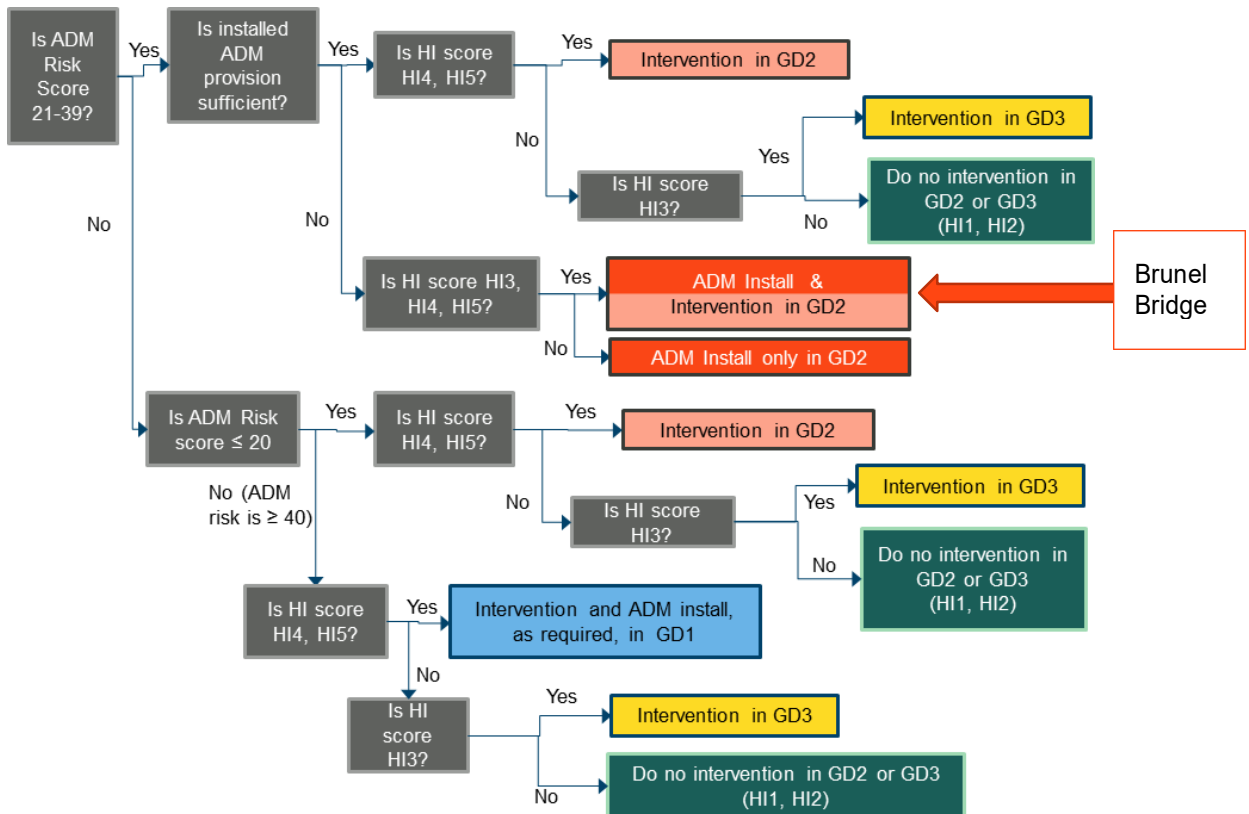 Is ADM
Risk
Score
21-39?
Yes
Is installed
ADM
provision
sufficient?
Yes
Is HI score
HI4, HI5?
Yes
Intervention in GD2
No
Is HI score
HI3?
Yes
Intervention in GD3
No
Do no intervention in
GD2 or GD3
(HI1, HI2)
No
Is HI score HI3,
HI4, HI5?
Yes
ADM Install &
Intervention in GD2
Brunel
Bridge
No
ADM Install only in GD2
No
Is ADM Risk
score ≤ 20
Yes
Is HI score
HI4, HI5?
Yes
Intervention in GD2
No
Is HI score
HI3?
Yes
Intervention in GD3
No
Do no intervention in
GD2 or GD3
(HI1, HI2)
No (ADM
risk is ≥ 40)
Is HI score
HI4, HI5?
Yes
Intervention and ADM install,
as required, in GD1
No
Is HI
score
HI3?
Yes
Intervention in GD3
No
Do no intervention in GD2 or GD3
(HI1, HI2)